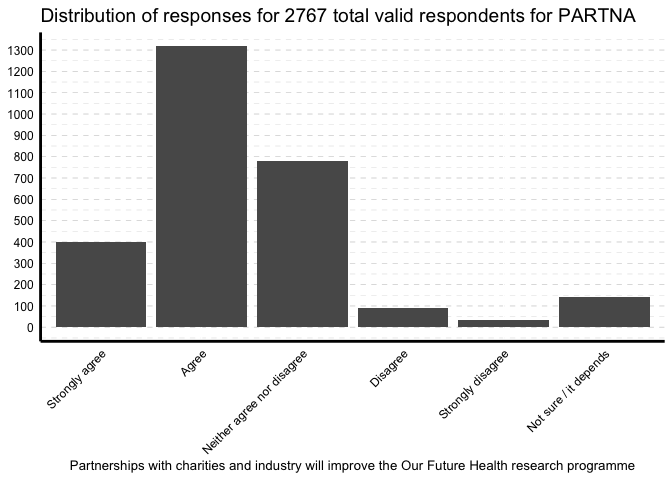 Distribution of responses for 2767 total valid respondents for PARTNA
1300
1200
1100
1000
900
800
700
600
500
400
300
200
100
0
Strongly agree
Agree
Neither agree nor disagree
Disagree
Strongly disagree
Not sure / it depends
Partnerships with charities and industry will improve the Our Future Health research programme